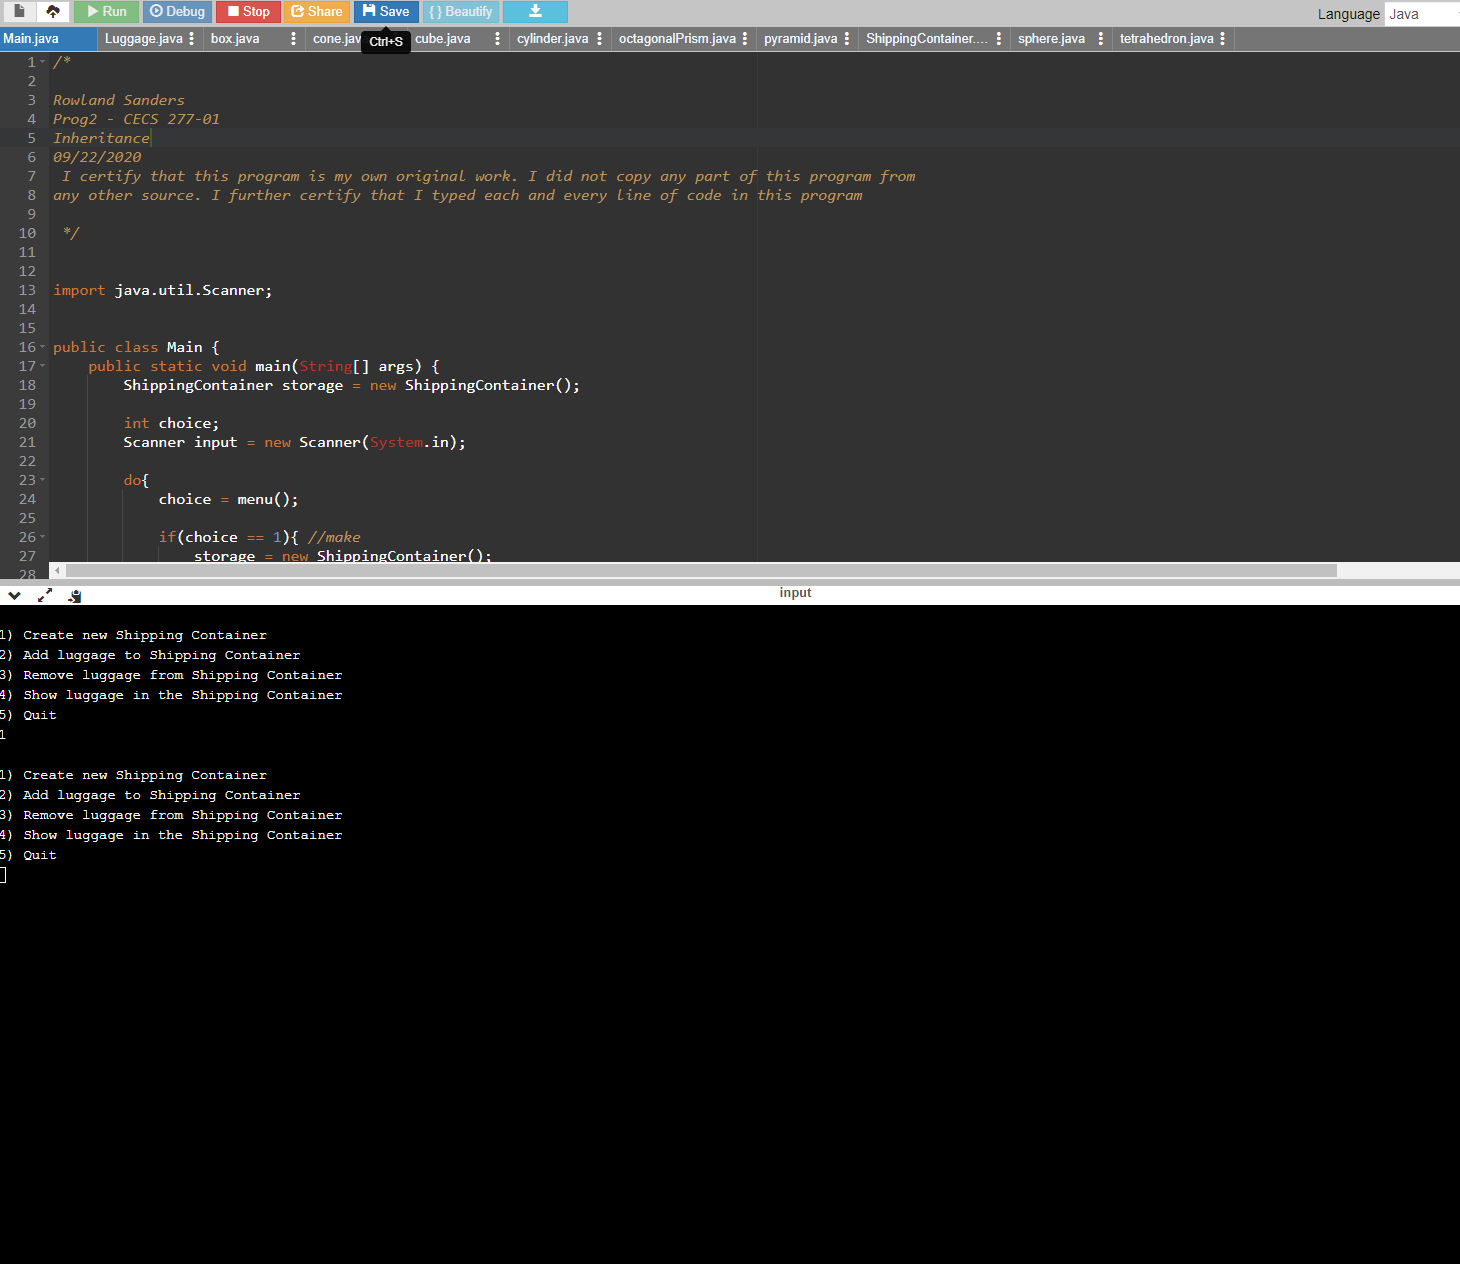 Run Debug Stop Share Save { } Beautify
Language Java
Main.java Luggage.java box.java cone.jav cube.java cylinder.java octagonalPrism.java pyramid.java ShippingContainer.... sphere.java tetrahedron.java
Ctrl+S
1 /*
2
3 Rowland Sanders
4 Prog2 - CECS 277-01
5 Inheritance
6 09/22/2020
7 I certify that this program is my own original work. I did not copy any part of this program from
8 any other source. I further certify that I typed each and every line of code in this program
9
10 */
11
12
13 import java.util.Scanner;
14
15
16 public class Main {
17 public static void main(String[] args) {
18 ShippingContainer storage = new ShippingContainer();
19
20 int choice;
21 Scanner input = new Scanner(System.in);
22
23 do{
24 choice = menu();
25
26 if(choice == 1){ //make
27 storage = new ShippingContainer();
28
input
1) Create new Shipping Container
2) Add luggage to Shipping Container
3) Remove luggage from Shipping Container
4) Show luggage in the Shipping Container
5) Quit
1
1) Create new Shipping Container
2) Add luggage to Shipping Container
3) Remove luggage from Shipping Container
4) Show luggage in the Shipping Container
5) Quit